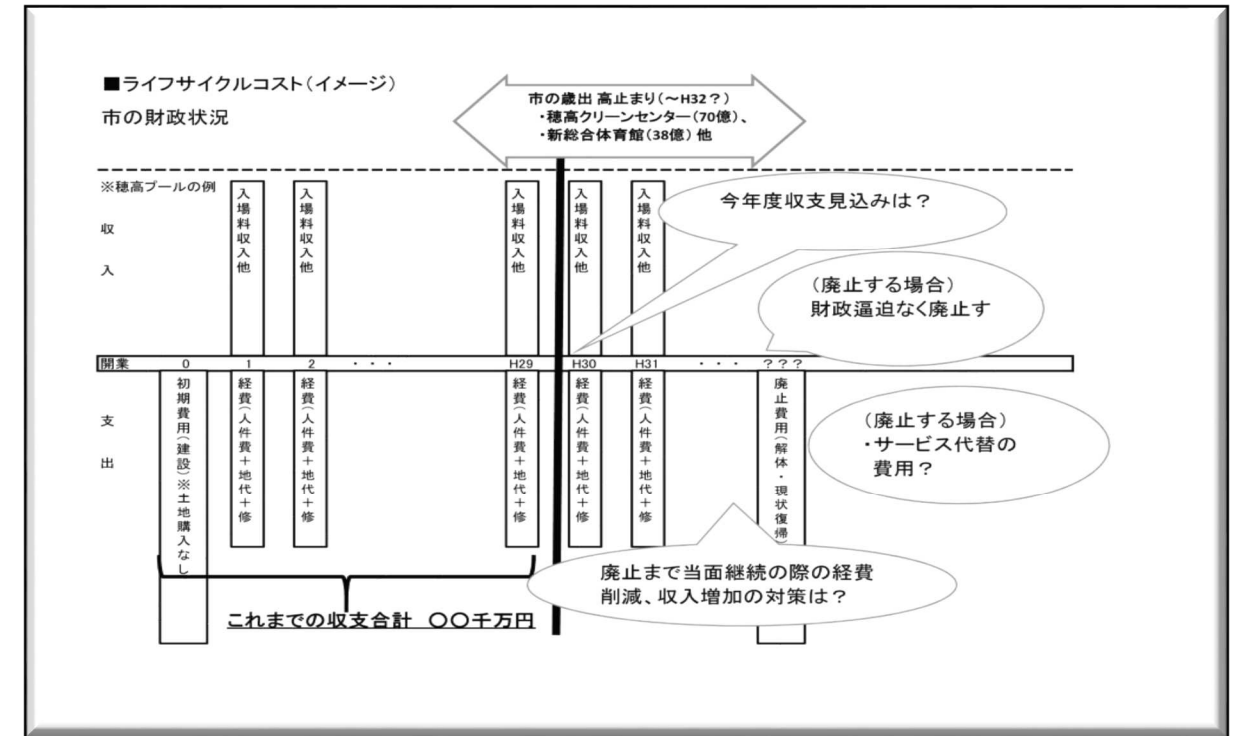 ■ライフサイクルコスト(イメージ)
市の財政状況
市の歳出 高止まり(～H32？)
・穂高クリーンセンター(70億)、
・新総合体育館(38億) 他
※穂高プールの例
収入
入場料収入他
入場料収入他
入場料収入他
入場料収入他
入場料収入他
今年度収支見込みは？
(廃止する場合)
財政逼迫なく廃止す
開業 0 1 2 ・・・ H29 H30 H31 ・・・ ？？？
支出
初期費用(建設)※土地購入なし
経費(人件費＋地代＋修
経費(人件費＋地代＋修
経費(人件費＋地代＋修
経費(人件費＋地代＋修
経費(人件費＋地代＋修
廃止費用(解体・現状復帰)
(廃止する場合)
・サービス代替の
費用？
廃止まで当面継続の際の経費
削減、収入増加の対策は？
これまでの収支合計 〇〇千万円